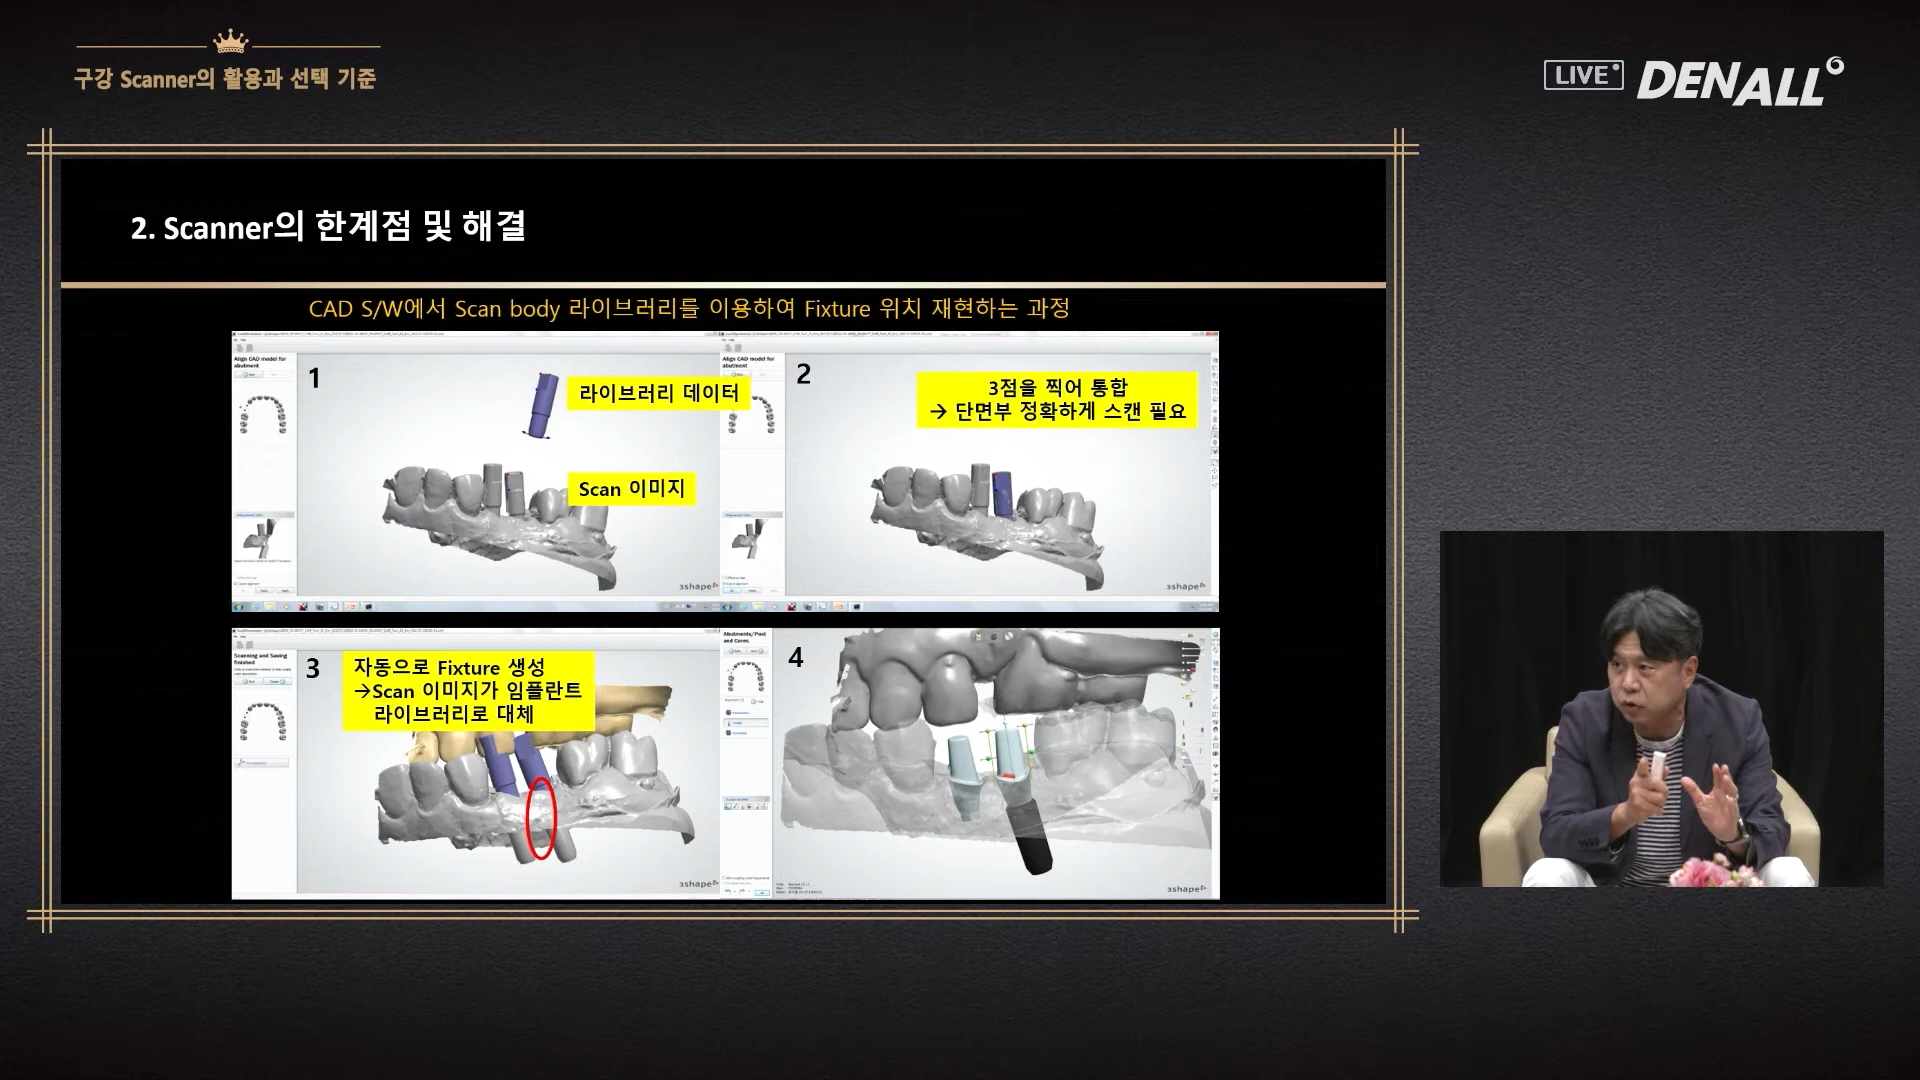 구강 Scanner의 활용과 선택 기준
LIVE
DENALL
2. Scanner의 한계점 및 해결
CAD S/W에서 Scan body 라이브러리를 이용하여 Fixture 위치 재현하는 과정
Align CAD model for
abutment
1
라이브러리 데이터
Scan 이미지
3shape
Align CAD model for
abutment
2
3점을 찍어 통합
→ 단면부 정확하게 스캔 필요
3shape
Scanning and Saving
finished
3
자동으로 Fixture 생성
→Scan 이미지가 임플란트
라이브러리로 대체
3shape
Abutments/Post
and Cores
4
3shape